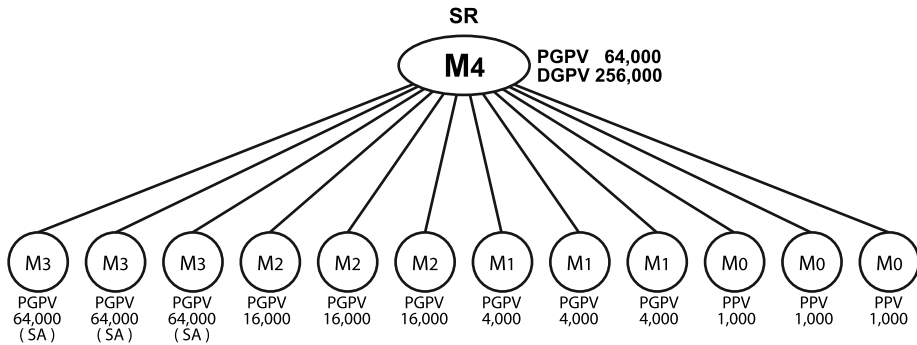 SR
M4
PGPV 64,000
DGPV 256,000
M3 M3 M3 M2 M2 M2 M1 M1 M1 M0 M0 M0
PGPV PGPV PGPV PGPV PGPV PGPV PGPV PGPV PGPV PPV PPV PPV
64,000 64,000 64,000 16,000 16,000 16,000 4,000 4,000 4,000 1,000 1,000 1,000
( SA ) ( SA ) ( SA )